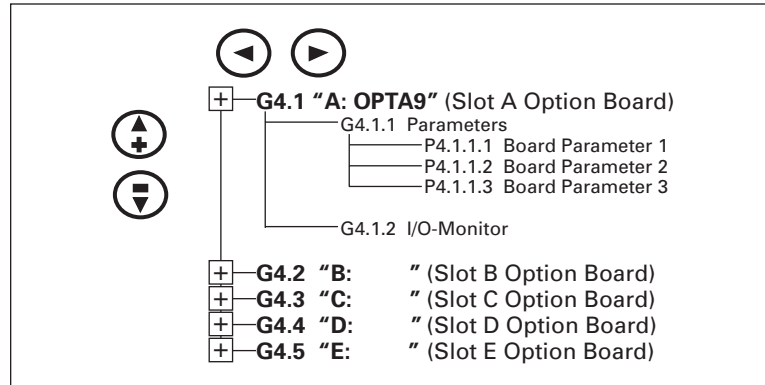 G4.1 “A: OPTA9” (Slot A Option Board)
G4.1.1 Parameters
P4.1.1.1 Board Parameter 1
P4.1.1.2 Board Parameter 2
P4.1.1.3 Board Parameter 3
G4.1.2 I/O-Monitor
G4.2 “B: ” (Slot B Option Board)
G4.3 “C: ” (Slot C Option Board)
G4.4 “D: ” (Slot D Option Board)
G4.5 “E: ” (Slot E Option Board)